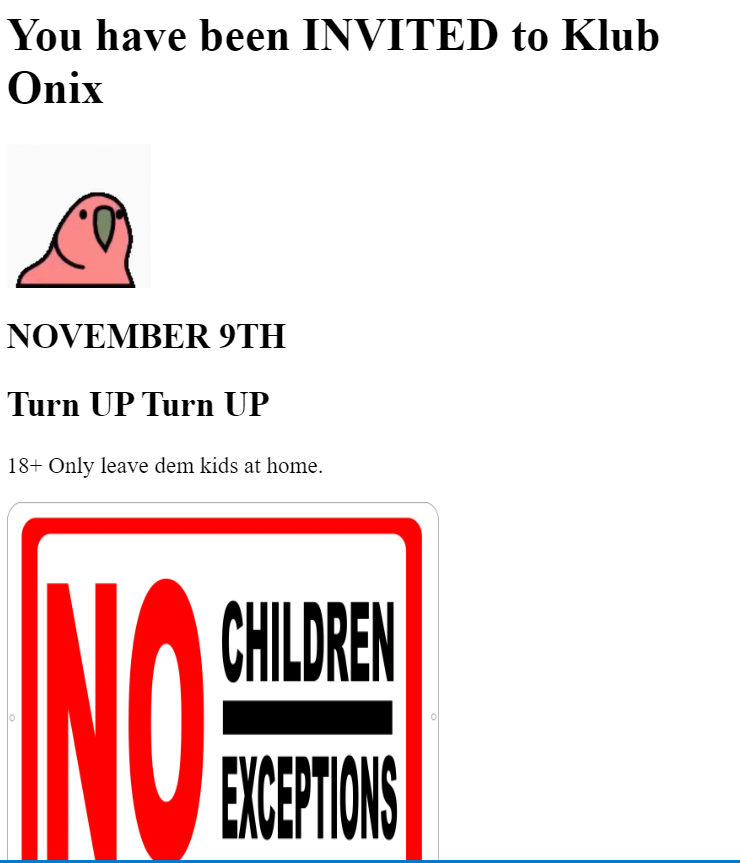 You have been INVITED to Klub
Onix
NOVEMBER 9TH
Turn UP Turn UP
18+ Only leave dem kids at home.
NO CHILDREN
EXCEPTIONS